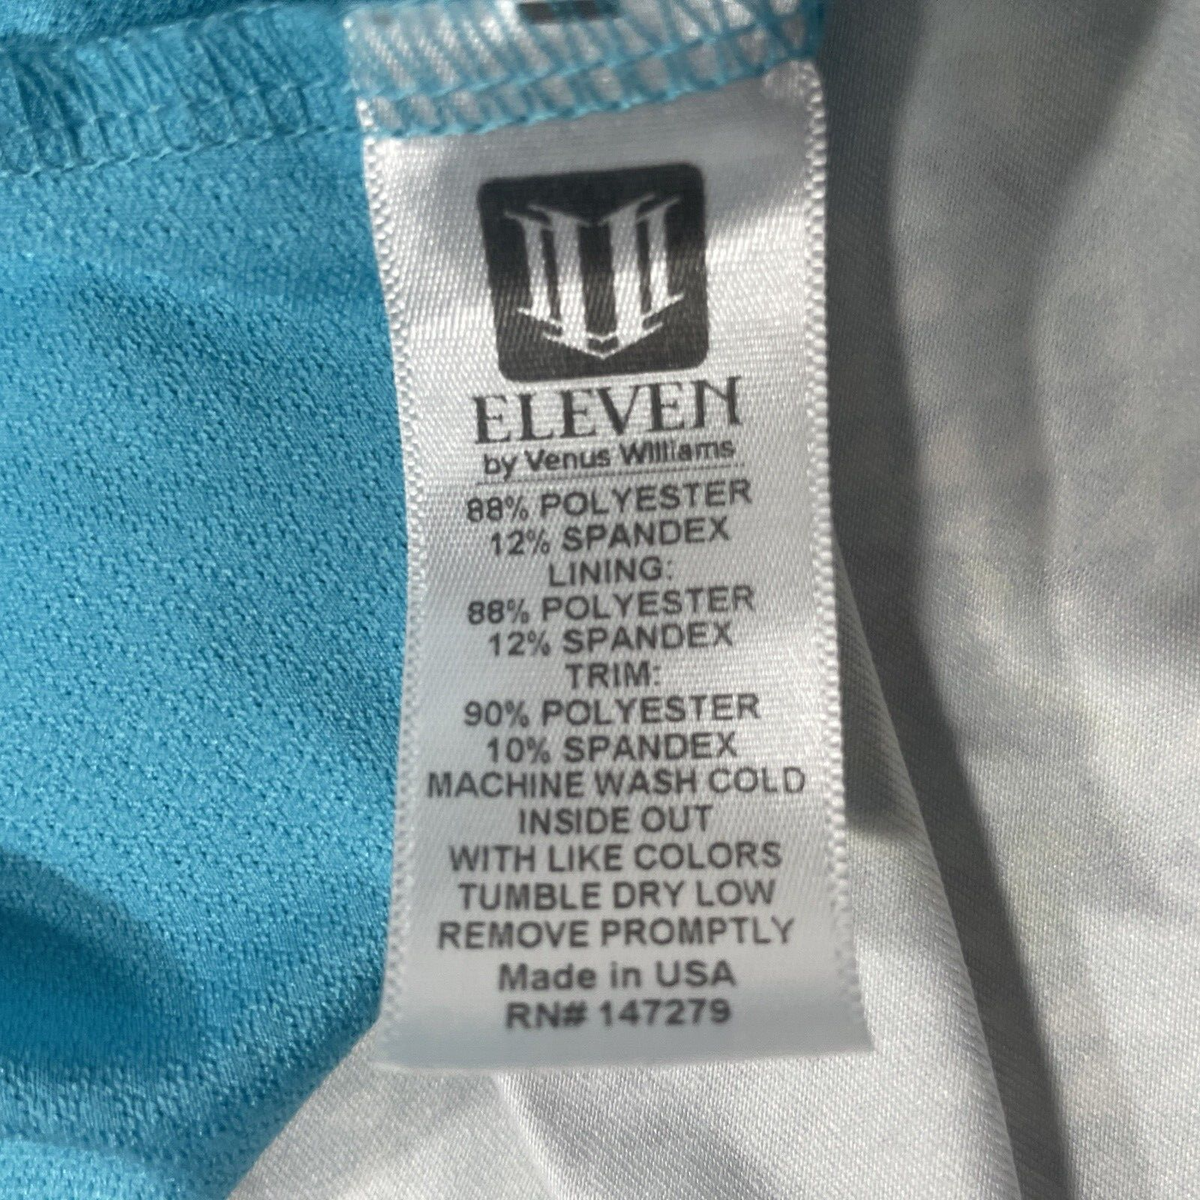 ELEVEN
by Venus Williams
88% POLYESTER
12% SPANDEX
LINING:
88% POLYESTER
12% SPANDEX
TRIM:
90% POLYESTER
10% SPANDEX
MACHINE WASH COLD
INSIDE OUT
WITH LIKE COLORS
TUMBLE DRY LOW
REMOVE PROMPTLY
Made in USA
RN# 147279